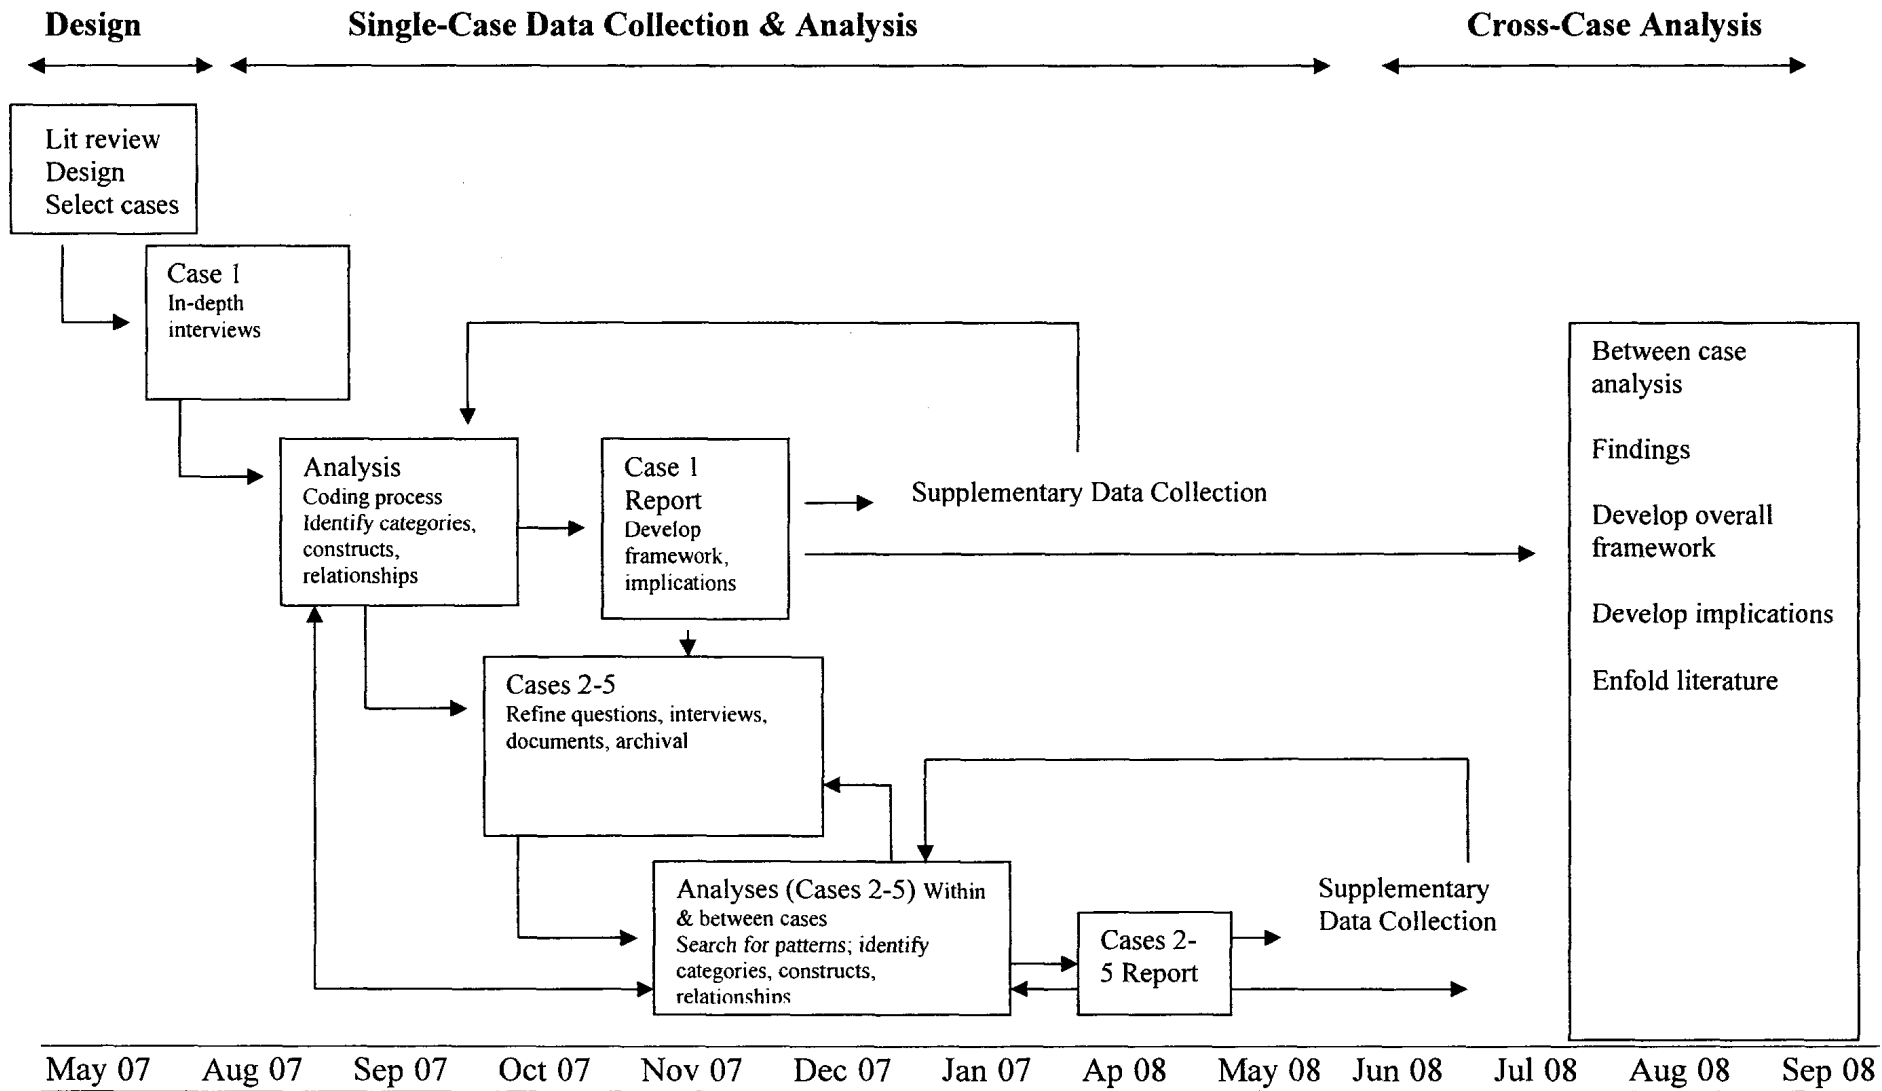 Design
Single-Case Data Collection & Analysis
Cross-Case Analysis
Lit review
Design
Select cases
Case 1
In-depth
interviews
Analysis
Coding process
Identify categories,
constructs,
relationships
Case 1
Report
Develop
framework,
implications
Supplementary Data Collection
Between case
analysis
Findings
Develop overall
framework
Develop implications
Enfold literature
Cases 2-5
Refine questions, interviews,
documents, archival
Analyses (Cases 2-5) Within
& between cases
Search for patterns; identify
categories, constructs,
relationships
Cases 2-
5 Report
Supplementary
Data Collection
May 07
Aug 07
Sep 07
Oct 07
Nov 07
Dec 07
Jan 07
Ap 08
May 08
Jun 08
Jul 08
Aug 08
Sep 08